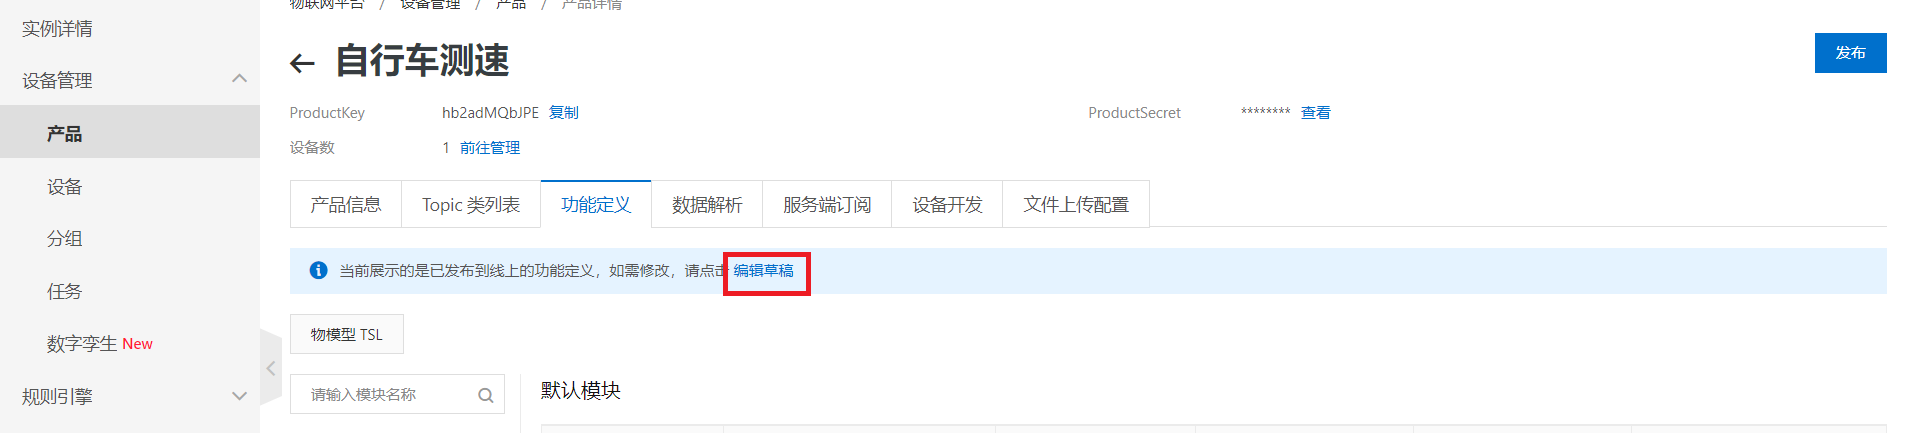 物联网平台 / 设备管理 / 产品 / 产品详情
实例详情
设备管理
产品
设备
分组
任务
数字孪生 New
规则引擎
自行车测速
发布
ProductKey hb2adMQbJPE 复制
ProductSecret ******** 查看
设备数 1 前往管理
产品信息 Topic 类列表 功能定义 数据解析 服务端订阅 设备开发 文件上传配置
当前展示的是已发布到线上的功能定义，如需修改，请点击 编辑草稿
物模型 TSL
请输入模块名称
默认模块